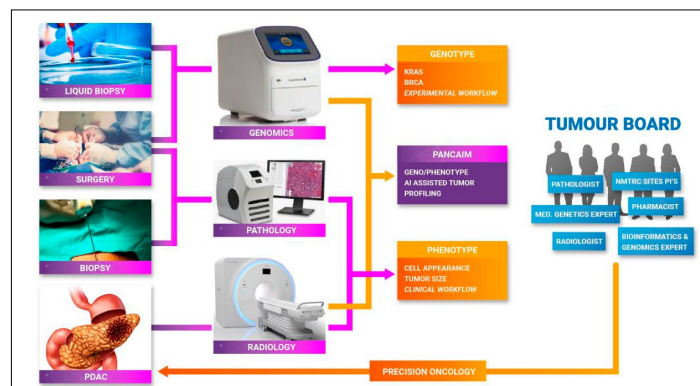 LIQUID BIOPSY
SURGERY
BIOPSY
PDAC
GENOMICS
PATHOLOGY
RADIOLOGY
GENOTYPE
KRAS
BRCA
EXPERIMENTAL WORKFLOW
PANCAIM
GENO/PHENOTYPE
AI ASSISTED TUMOR
PROFILING
PHENOTYPE
CELL APPEARANCE
TUMOR SIZE
CLINICAL WORKFLOW
TUMOUR BOARD
PATHOLOGIST
NMTRC SITES PI'S
MED. GENETICS EXPERT
PHARMACIST
RADIOLOGIST
BIOINFORMATICS &
GENOMICS EXPERT
PRECISION ONCOLOGY